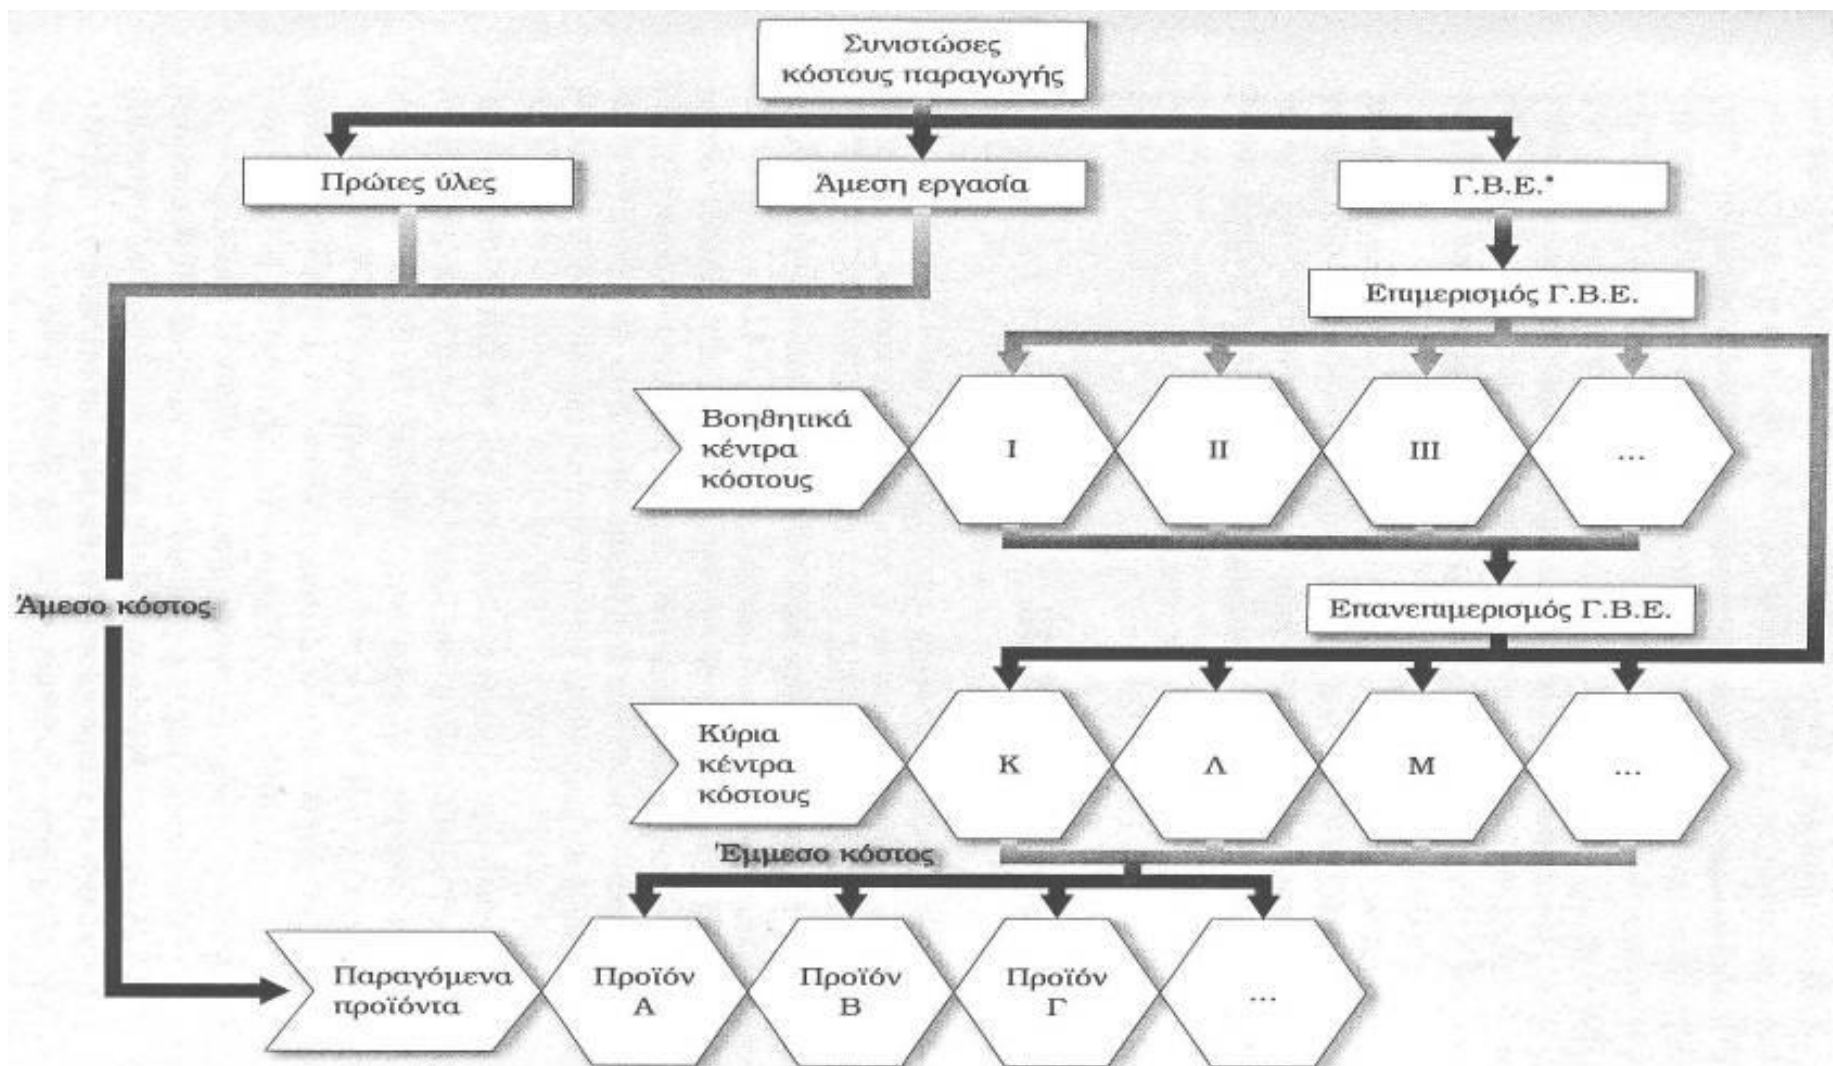 Συνιστώσες
κόστους παραγωγής
Πρώτες ύλες
Άμεση εργασία
Γ.Β.Ε.*
Επιμερισμός Γ.Β.Ε.
Βοηθητικά
κέντρα
κόστους
I
II
III
...
Επανεπιμερισμός Γ.Β.Ε.
Άμεσο κόστος
Κύρια
κέντρα
κόστους
Κ
Λ
Μ
...
Έμμεσο κόστος
Παραγόμενα
προϊόντα
Προϊόν
Α
Προϊόν
Β
Προϊόν
Γ
...